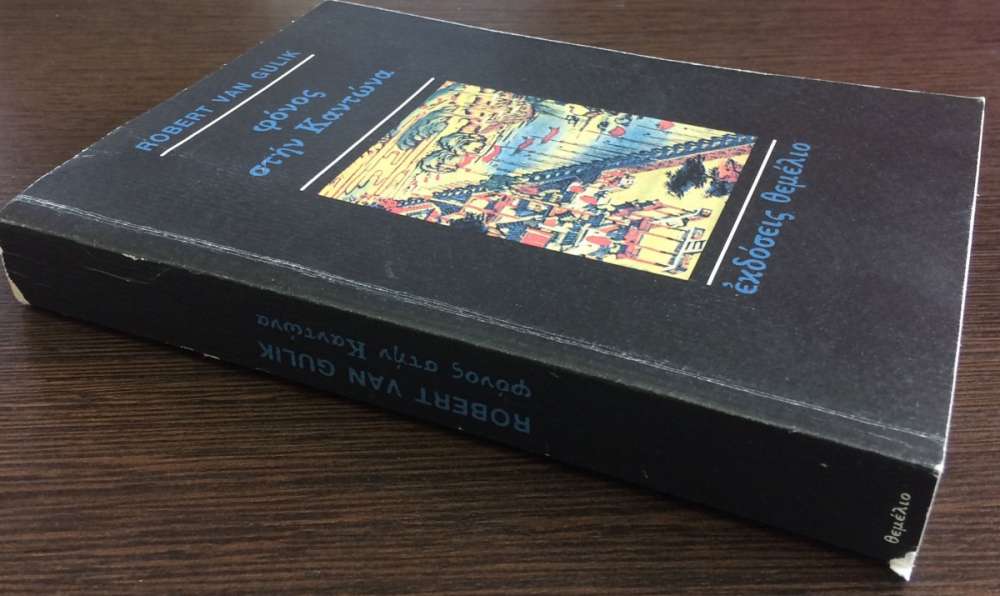 ROBERT VAN GULIK
φόνος
στήν Καντώνα
ἐκδόσεις θεμέλιο
ROBERT VAN GULIK
φόνος στήν Καντώνα
θεμέλιο